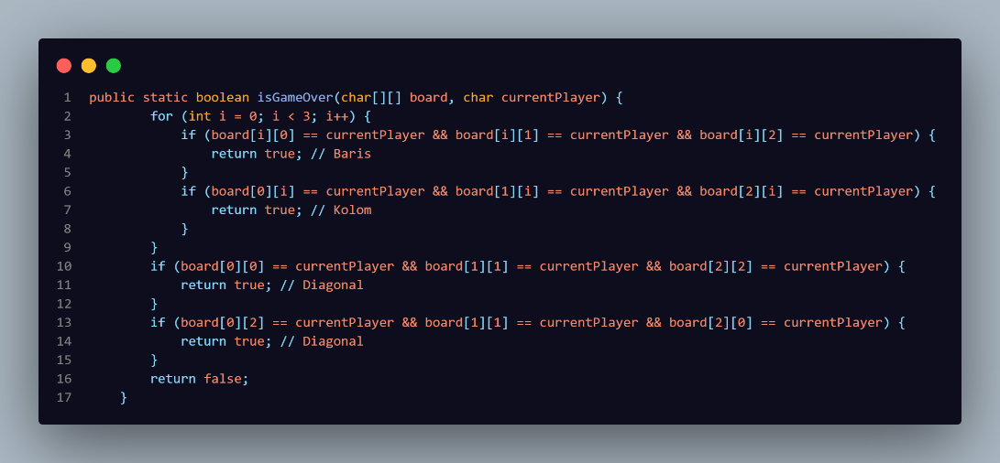 1 public static boolean isGameOver(char[][] board, char currentPlayer) {
2         for (int i = 0; i < 3; i++) {
3             if (board[i][0] == currentPlayer && board[i][1] == currentPlayer && board[i][2] == currentPlayer) {
4                 return true; // Baris
5             }
6             if (board[0][i] == currentPlayer && board[1][i] == currentPlayer && board[2][i] == currentPlayer) {
7                 return true; // Kolom
8             }
9         }
10         if (board[0][0] == currentPlayer && board[1][1] == currentPlayer && board[2][2] == currentPlayer) {
11             return true; // Diagonal
12         }
13         if (board[0][2] == currentPlayer && board[1][1] == currentPlayer && board[2][0] == currentPlayer) {
14             return true; // Diagonal
15         }
16         return false;
17     }